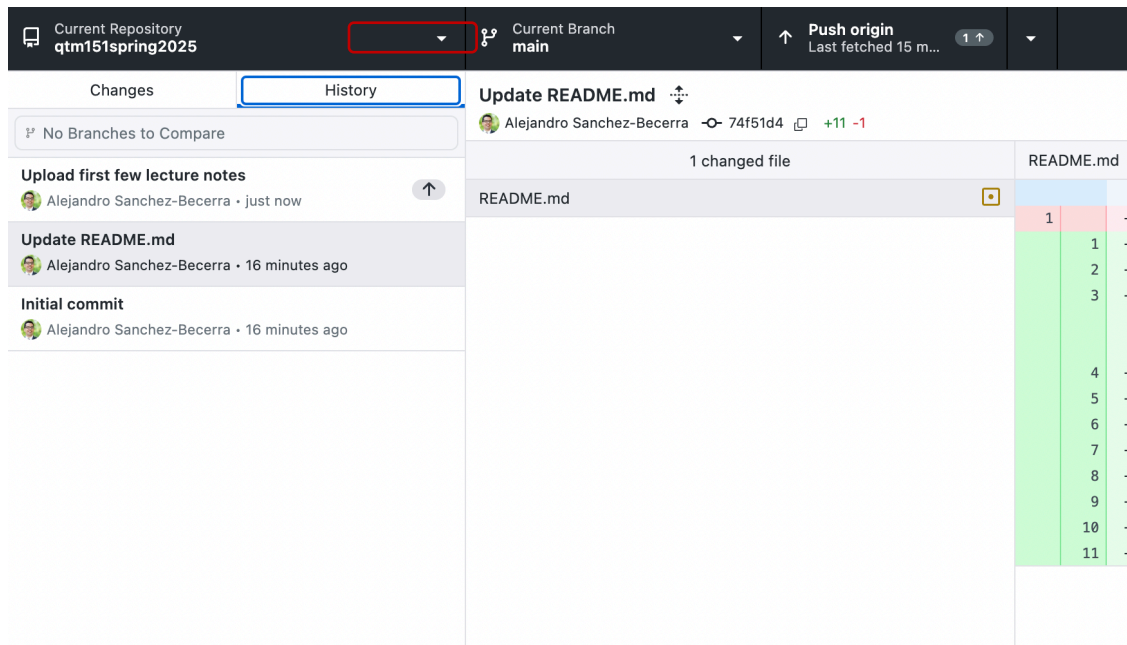 Current Repository
qtm151spring2025
Current Branch
main
Push origin
Last fetched 15 m...
1
Changes
History
No Branches to Compare
Upload first few lecture notes
Alejandro Sanchez-Becerra • just now
Update README.md
Alejandro Sanchez-Becerra • 16 minutes ago
Initial commit
Alejandro Sanchez-Becerra • 16 minutes ago
Update README.md
Alejandro Sanchez-Becerra 74f51d4 +11 -1
1 changed file
README.md
README.md
1
1
2
3
4
5
6
7
8
9
10
11